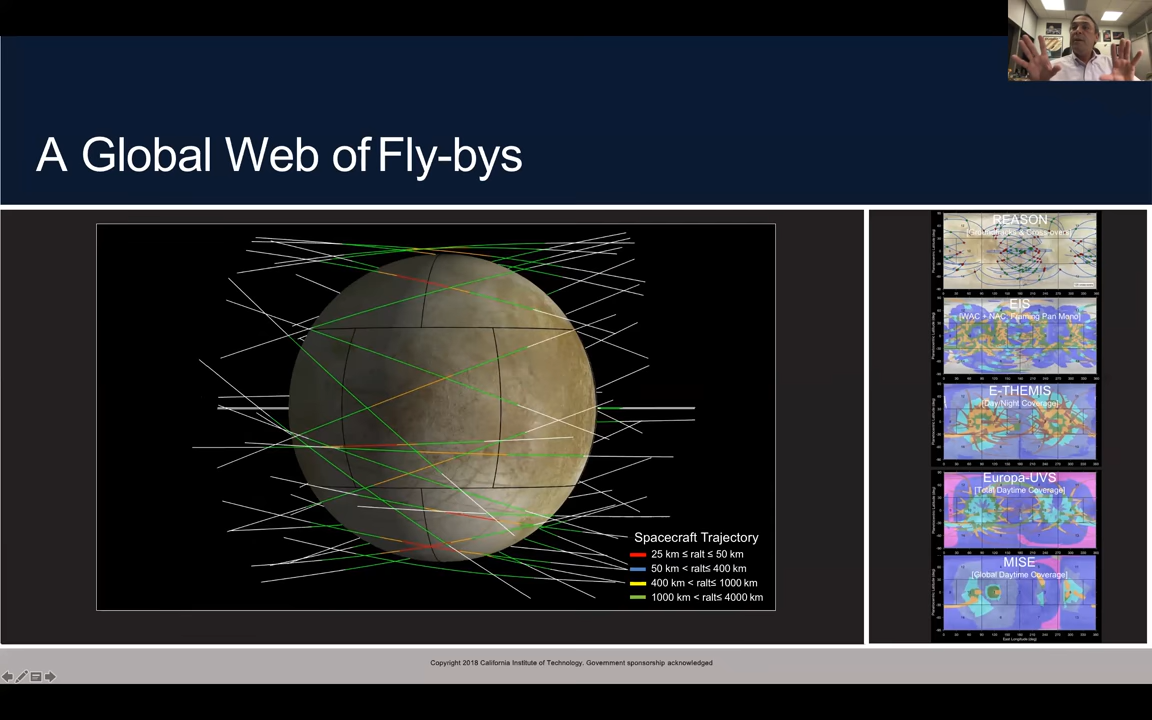 A Global Web of Fly-bys
Spacecraft Trajectory
25 km ≤ ralt ≤ 50 km
50 km < ralt≤ 400 km
400 km < ralt≤ 1000 km
1000 km < ralt≤ 4000 km
REASON
EIS
[WAC + NAC Framing Pan Mono]
E-THEMIS
[Day/Night Coverage]
Europa-UVS
[Total Daytime Coverage]
MISE
[Global Daytime Coverage]
East Longitude (deg)
Copyright 2018 California Institute of Technology. Government sponsorship acknowledged